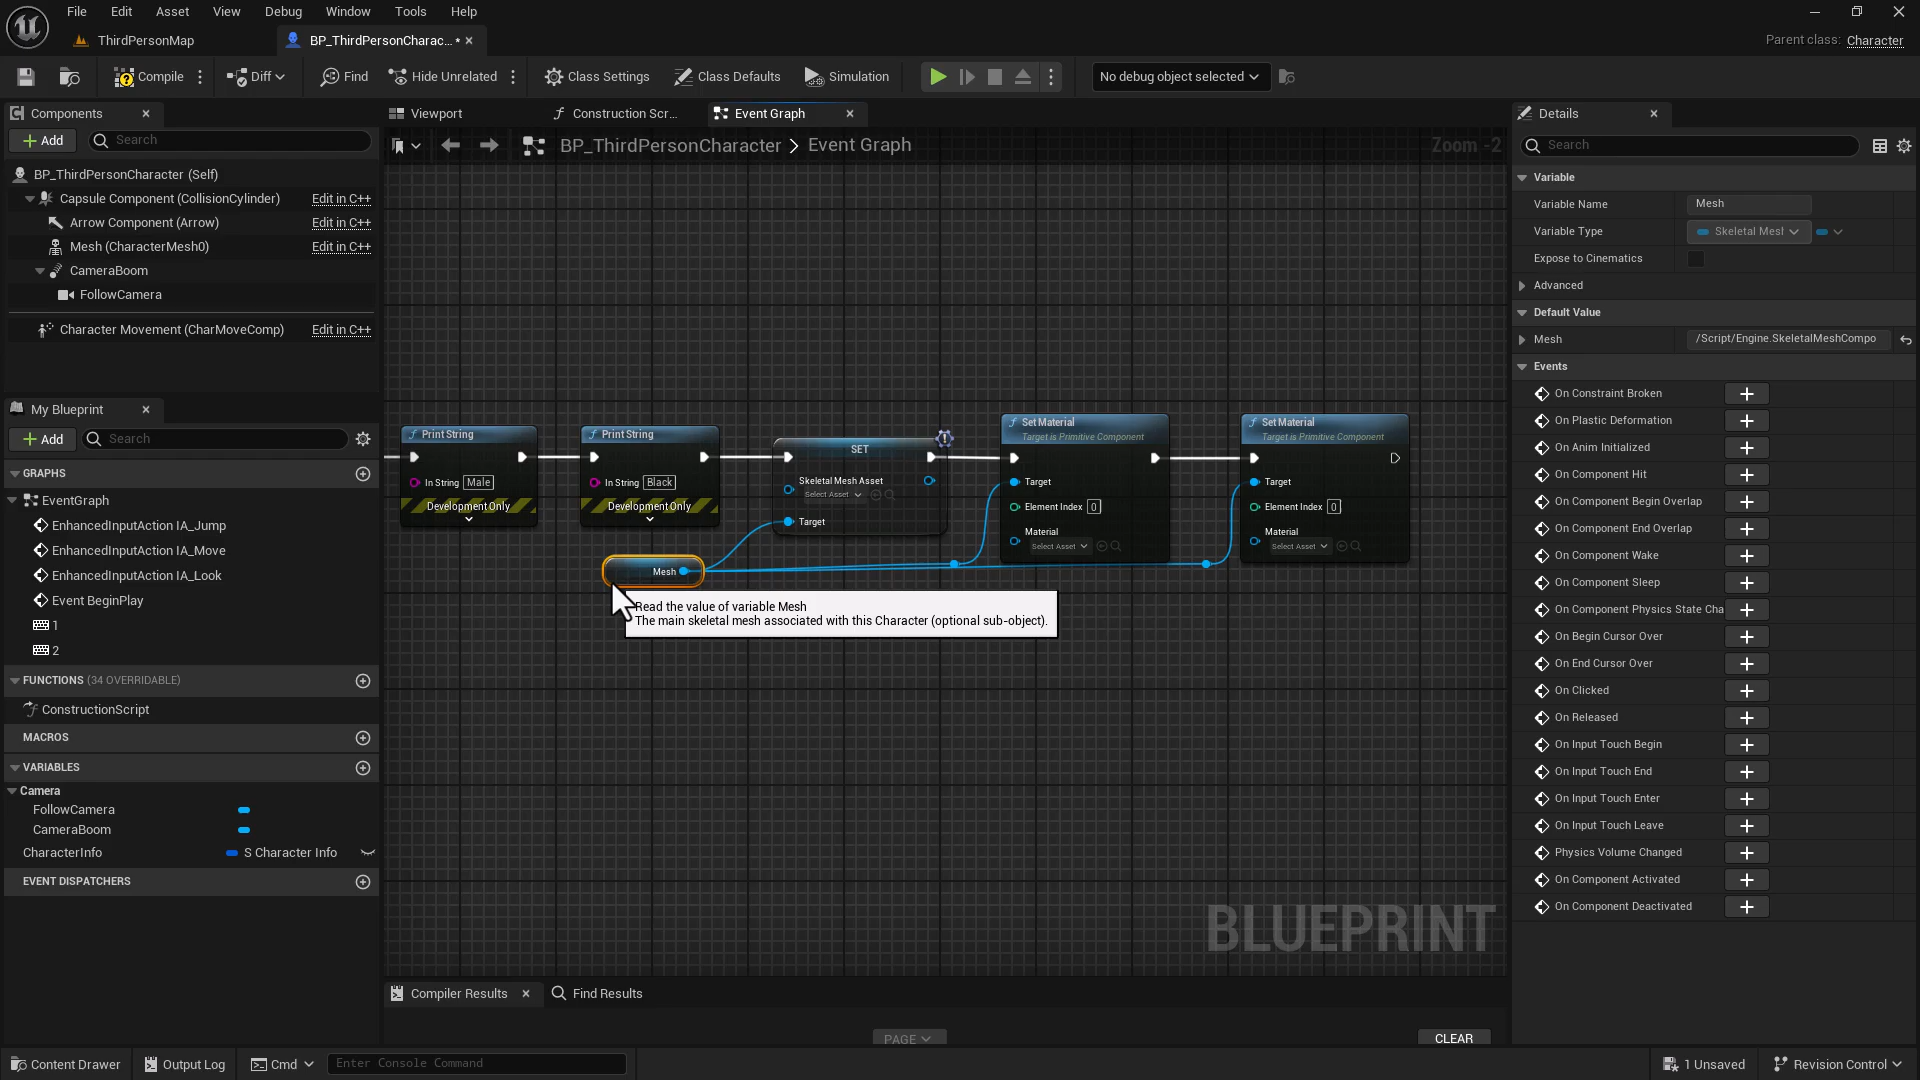 File Edit Asset View Debug Window Tools Help
ThirdPersonMap
BP_ThirdPersonCharac... *
Parent class: Character
Compile
Diff
Find
Hide Unrelated
Class Settings
Class Defaults
Simulation
No debug object selected
Components
Add
Search
BP_ThirdPersonCharacter (Self)
Capsule Component (CollisionCylinder) Edit in C++
Arrow Component (Arrow) Edit in C++
Mesh (CharacterMesh0) Edit in C++
CameraBoom
FollowCamera
Character Movement (CharMoveComp) Edit in C++
My Blueprint
Add
Search
GRAPHS
EventGraph
EnhancedInputAction IA_Jump
EnhancedInputAction IA_Move
EnhancedInputAction IA_Look
Event BeginPlay
1
2
FUNCTIONS (34 OVERRIDABLE)
ConstructionScript
MACROS
VARIABLES
Camera
FollowCamera
CameraBoom
CharacterInfo S Character Info
EVENT DISPATCHERS
Viewport
Construction Scr...
Event Graph
BP_ThirdPersonCharacter > Event Graph
Zoom -2
Print String
In String Male
Development Only
Print String
In String Black
Development Only
SET
Skeletal Mesh Asset
Select Asset
Target
Set Material
Target is Primitive Component
Target
Element Index 0
Material
Select Asset
Set Material
Target is Primitive Component
Target
Element Index 0
Material
Select Asset
Mesh
Read the value of variable Mesh
The main skeletal mesh associated with this Character (optional sub-object).
BLUEPRINT
Compiler Results
Find Results
PAGE
CLEAR
Details
Search
Variable
Variable Name Mesh
Variable Type Skeletal Mesh
Expose to Cinematics
Advanced
Default Value
Mesh /Script/Engine.SkeletalMeshCompo
Events
On Constraint Broken
On Plastic Deformation
On Anim Initialized
On Component Hit
On Component Begin Overlap
On Component End Overlap
On Component Wake
On Component Sleep
On Component Physics State Cha
On Begin Cursor Over
On End Cursor Over
On Clicked
On Released
On Input Touch Begin
On Input Touch End
On Input Touch Enter
On Input Touch Leave
Physics Volume Changed
On Component Activated
On Component Deactivated
Content Drawer
Output Log
Cmd
Enter Console Command
1 Unsaved
Revision Control